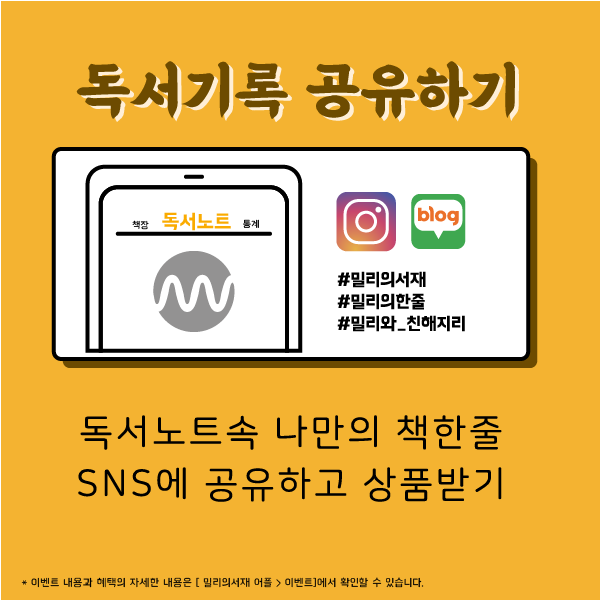 독서기록 공유하기
책장 독서노트 통계
blog
#밀리의서재
#밀리의한줄
#밀리와_친해지리
독서노트속 나만의 책한줄
SNS에 공유하고 상품받기
* 이벤트 내용과 혜택의 자세한 내용은 [ 밀리의서재 어플 > 이벤트]에서 확인할 수 있습니다.